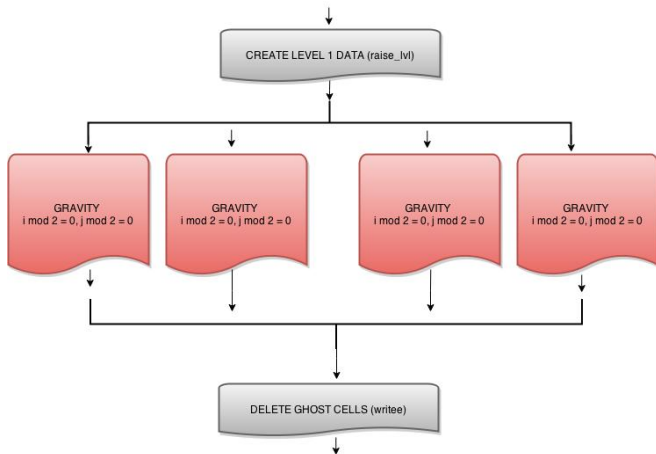 CREATE LEVEL 1 DATA (raise_lvl)
GRAVITY
i mod 2 = 0, j mod 2 = 0
GRAVITY
i mod 2 = 0, j mod 2 = 0
GRAVITY
i mod 2 = 0, j mod 2 = 0
GRAVITY
i mod 2 = 0, j mod 2 = 0
DELETE GHOST CELLS (writee)